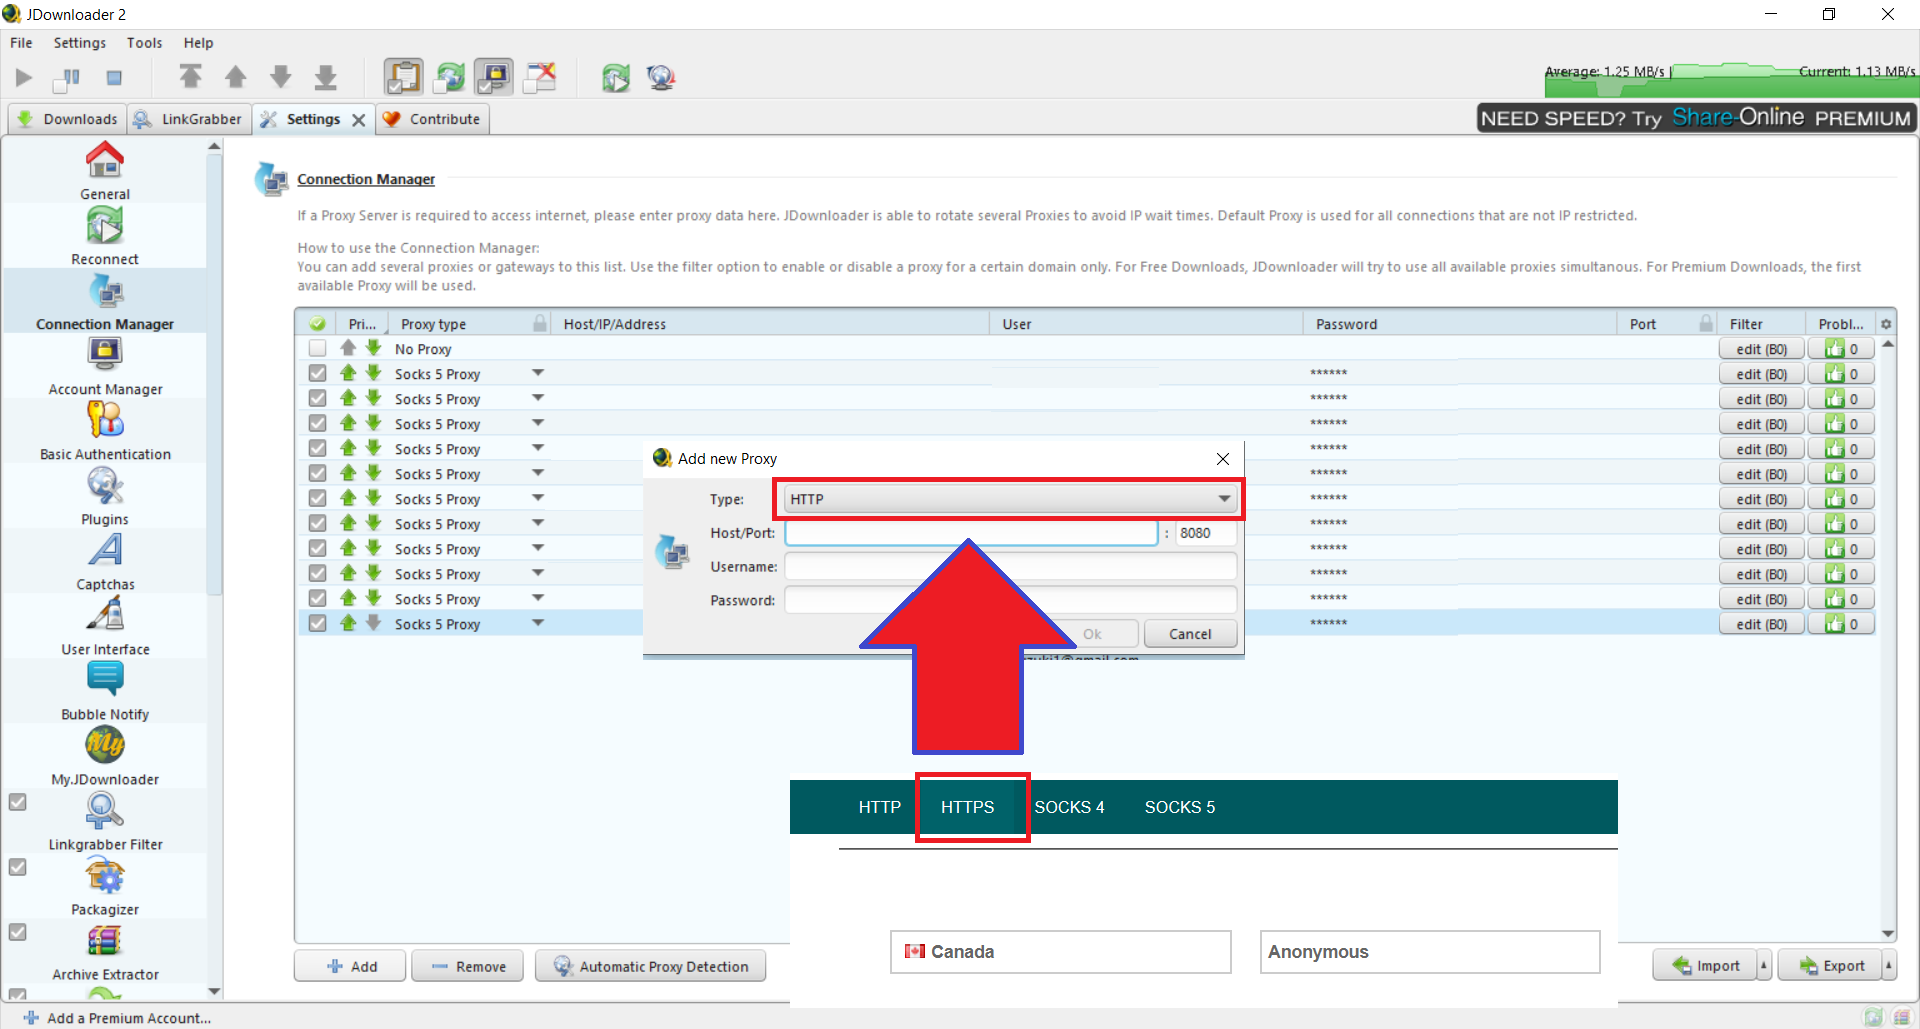 JDownloader 2
File Settings Tools Help
Average: 1.25 MB/s Current: 1.13 MB/s
Downloads LinkGrabber Settings Contribute
NEED SPEED? Try Share-Online PREMIUM
General
Reconnect
Connection Manager
Account Manager
Basic Authentication
Plugins
Captchas
User Interface
Bubble Notify
My
My.JDownloader
Linkgrabber Filter
Packagizer
Archive Extractor
Connection Manager
If a Proxy Server is required to access internet, please enter proxy data here. JDownloader is able to rotate several Proxies to avoid IP wait times. Default Proxy is used for all connections that are not IP restricted.
How to use the Connection Manager:
You can add several proxies or gateways to this list. Use the filter option to enable or disable a proxy for a certain domain only. For Free Downloads, JDownloader will try to use all available proxies simultanous. For Premium Downloads, the first
available Proxy will be used.
Pri... Proxy type Host/IP/Address User Password Port Filter Probl...
No Proxy edit (B0) 0
Socks 5 Proxy ****** edit (B0) 0
Socks 5 Proxy ****** edit (B0) 0
Socks 5 Proxy ****** edit (B0) 0
Socks 5 Proxy ****** edit (B0) 0
Socks 5 Proxy ****** edit (B0) 0
Socks 5 Proxy ****** edit (B0) 0
Socks 5 Proxy ****** edit (B0) 0
Socks 5 Proxy ****** edit (B0) 0
Socks 5 Proxy ****** edit (B0) 0
Socks 5 Proxy ****** edit (B0) 0
Socks 5 Proxy ****** edit (B0) 0
Add new Proxy
Type: HTTP
Host/Port: : 8080
Username:
Password:
Ok Cancel
HTTP HTTPS SOCKS 4 SOCKS 5
Canada Anonymous
Add Remove Automatic Proxy Detection Import Export
Add a Premium Account...